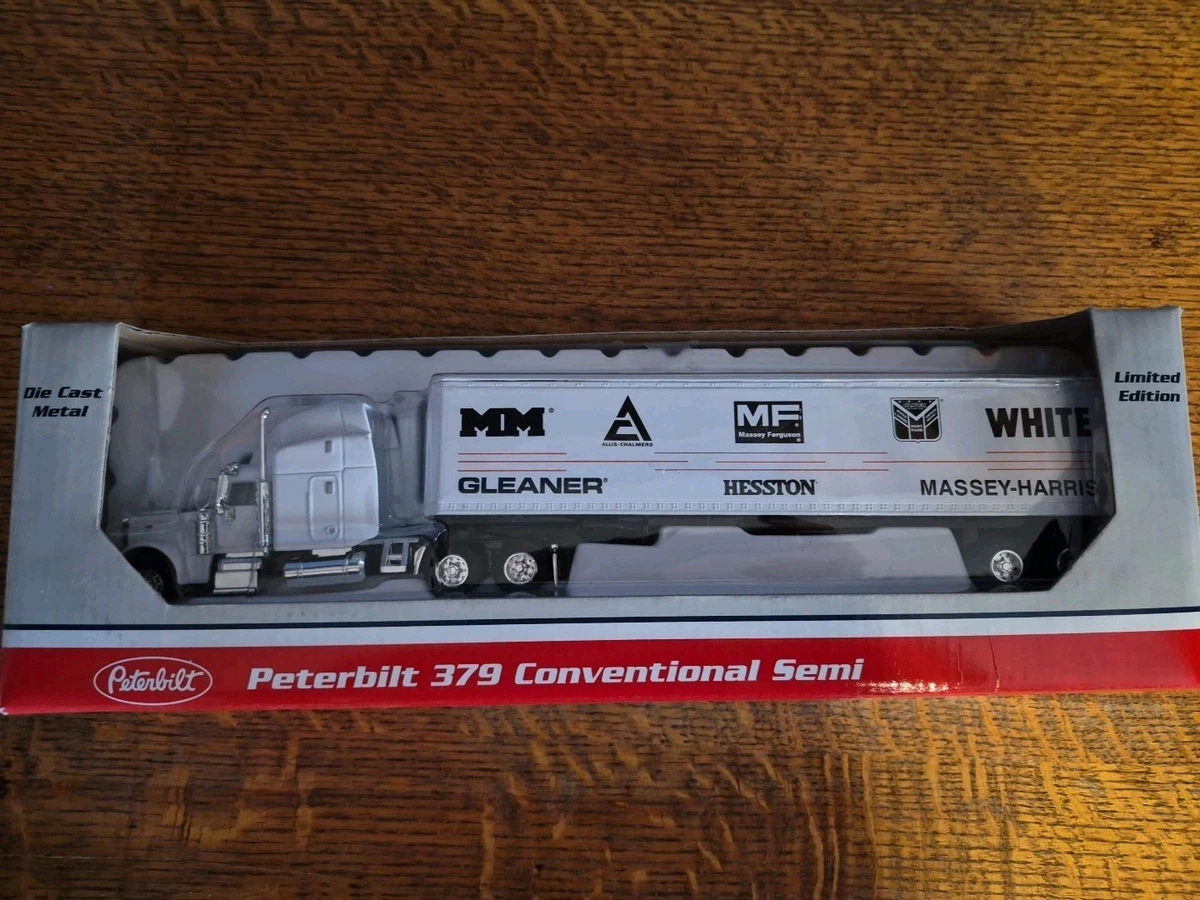 Die Cast
Metal
Limited
Edition
MM®
ALLIS-CHALMERS
MF
Massey Ferguson
WHITE
GLEANER®
HESSTON
MASSEY-HARRIS
Peterbilt
Peterbilt 379 Conventional Semi